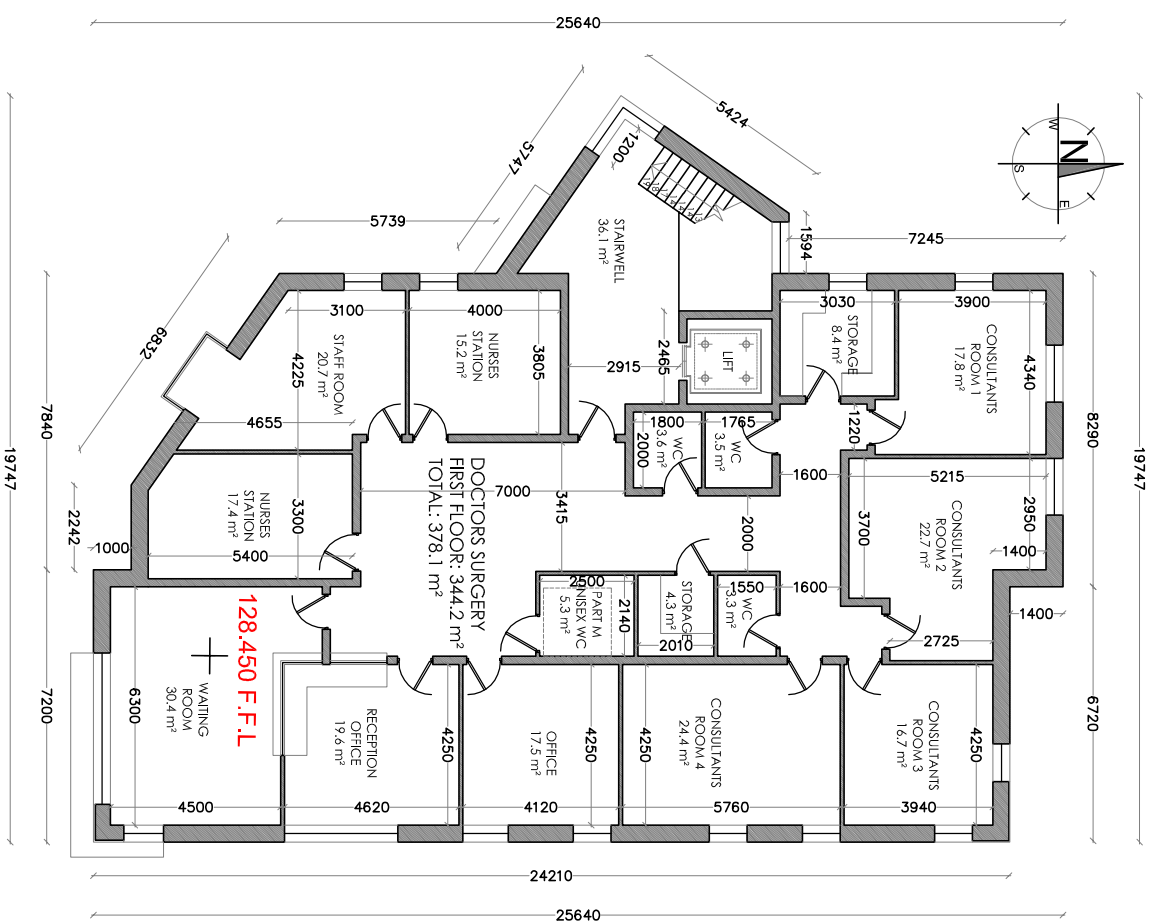 25640
5424
5747
1200
5739
7245
1594
W
N
S
E
19
18
17
14
14
13
STAIRWELL
36.1 m²
6832
3100
4000
3030
3900
STAFF ROOM
20.7 m²
4225
4655
NURSES
STATION
15.2 m²
3805
2915
2465
LIFT
STORAGE
8.4 m²
CONSULTANTS
ROOM 1
17.8 m²
4340
7840
19747
8290
19747
1800
1765
1220
WC
3.6 m²
2000
WC
3.5 m²
1600
5215
2950
3700
CONSULTANTS
ROOM 2
22.7 m²
1400
1400
2725
DOCTORS SURGERY
FIRST FLOOR: 344.2 m²
TOTAL: 378.1 m²
7000
3415
2000
NURSES
STATION
17.4 m²
3300
5400
2242
1000
2500
PART M
UNISEX WC
5.3 m²
2140
STORAGE
4.3 m²
2010
1550
WC
3.3 m²
1600
128.450 F.F.L
WAITING
ROOM
30.4 m²
6300
4500
7200
RECEPTION
OFFICE
19.6 m²
4250
4620
OFFICE
17.5 m²
4250
4120
CONSULTANTS
ROOM 4
24.4 m²
4250
5760
CONSULTANTS
ROOM 3
16.7 m²
4250
3940
6720
24210
25640